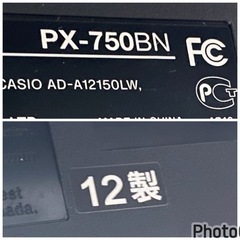 PX-750BN
FC
CASIO AD-A12150LW,
MADE IN CHINA
12製
Photo